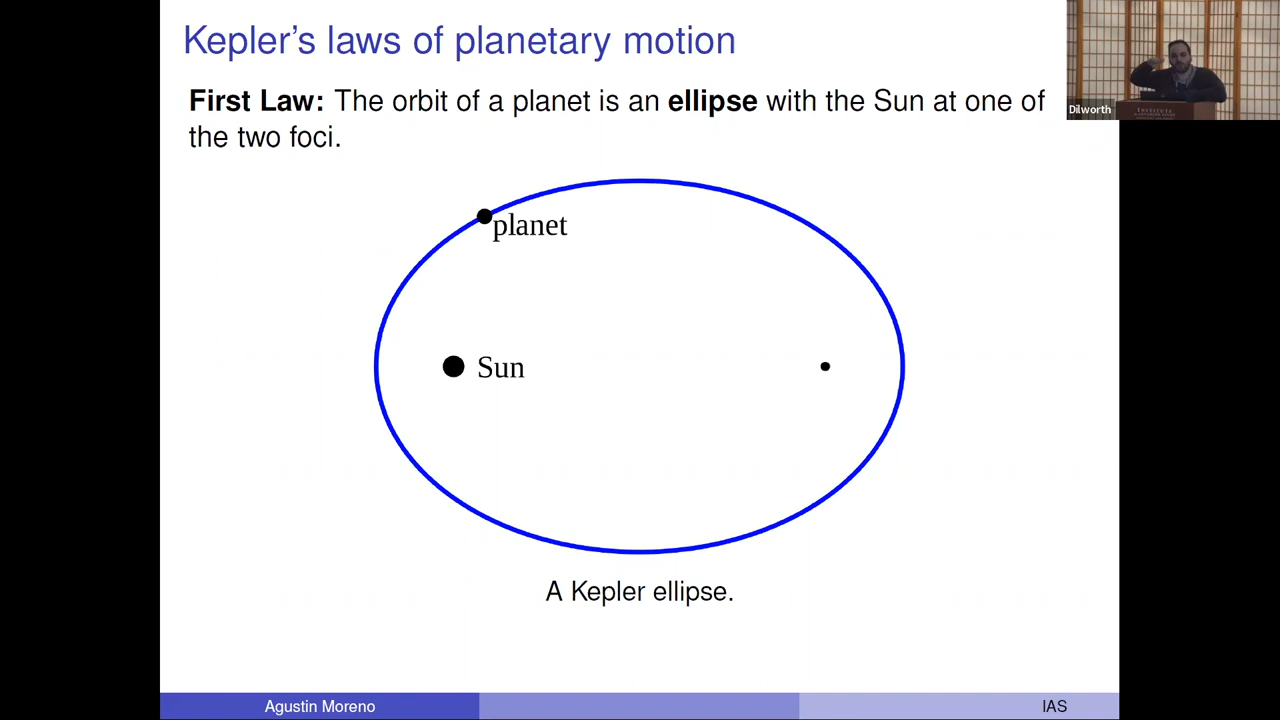 Kepler's laws of planetary motion
First Law: The orbit of a planet is an ellipse with the Sun at one of
the two foci.
Dilworth
INSTITUTE
planet
Sun
A Kepler ellipse.
Agustin Moreno
IAS